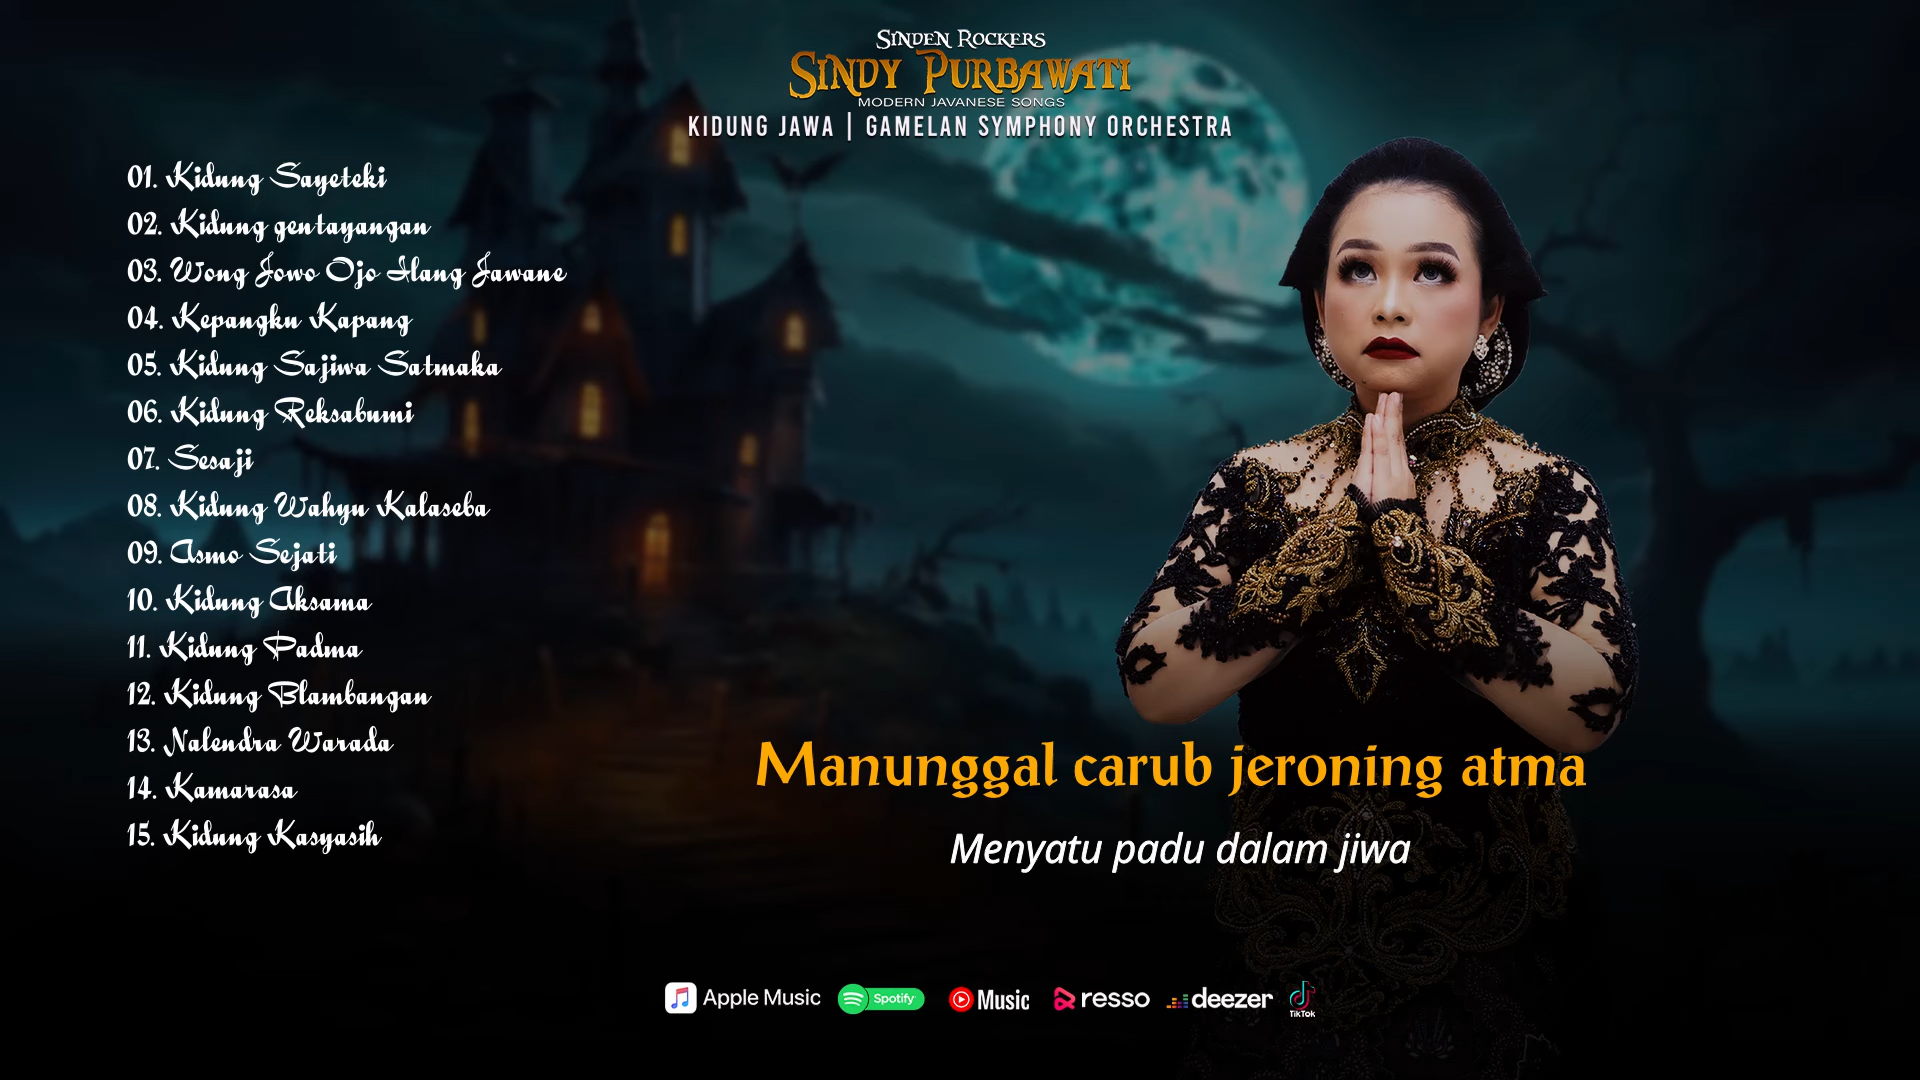 SINDEN ROCKERS
SINDY PURBAWATI
MODERN JAVANESE SONGS
KIDUNG JAWA | GAMELAN SYMPHONY ORCHESTRA
01. Kidung Sayeteki
02. Kidung gentayangan
03. Wong Jowo Ojo Ilang Jawane
04. Kepangku Kapang
05. Kidung Sajiwa Satmaka
06. Kidung Reksabumi
07. Sesaji
08. Kidung Wahyu Kalaseba
09. Asmo Sejati
10. Kidung Aksama
11. Kidung Padma
12. Kidung Blambangan
13. Nalendra Warada
14. Kamarasa
15. Kidung Kasyasih
Manunggal carub jeroning atma
Menyatu padu dalam jiwa
Apple Music Spotify Music resso deezer TikTok